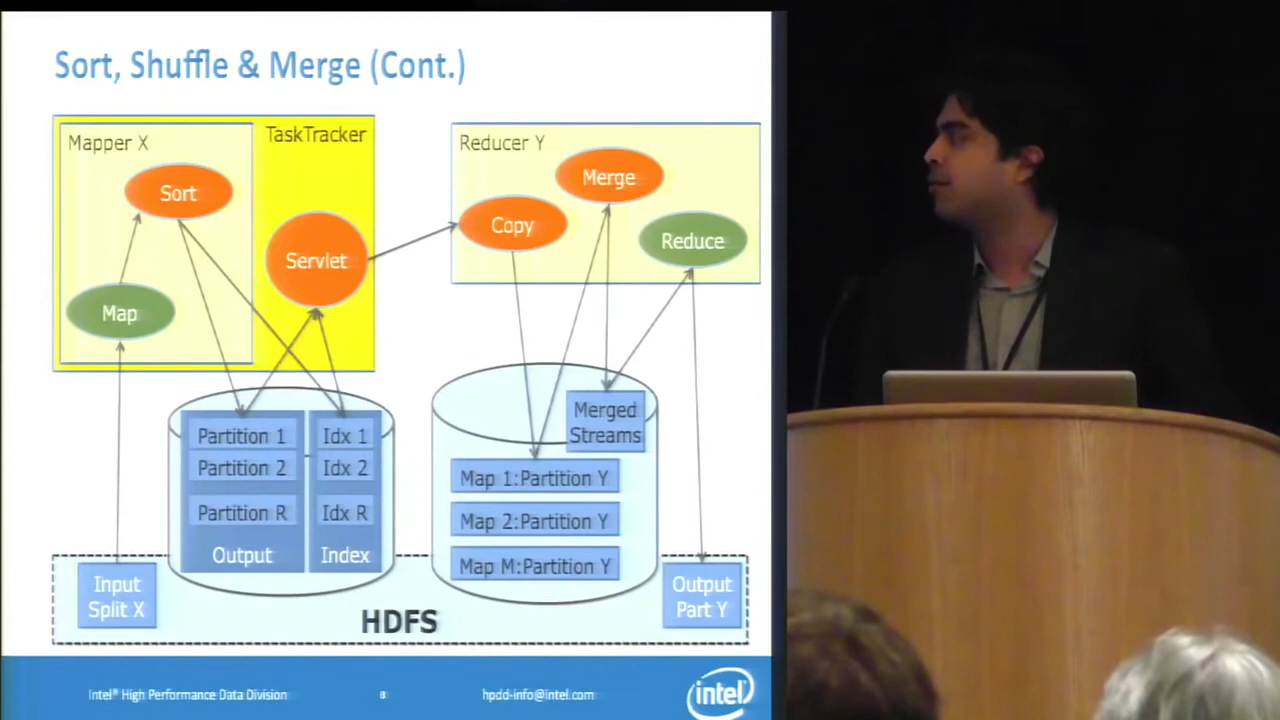 Sort, Shuffle & Merge (Cont.)
Mapper X
TaskTracker
Sort
Servlet
Map
Reducer Y
Merge
Copy
Reduce
Partition 1
Idx 1
Partition 2
Idx 2
Partition R
Idx R
Output
Index
Merged
Streams
Map 1:Partition Y
Map 2:Partition Y
Map M:Partition Y
Input
Split X
HDFS
Output
Part Y
Intel® High Performance Data Division
8
hpdd-info@intel.com
intel